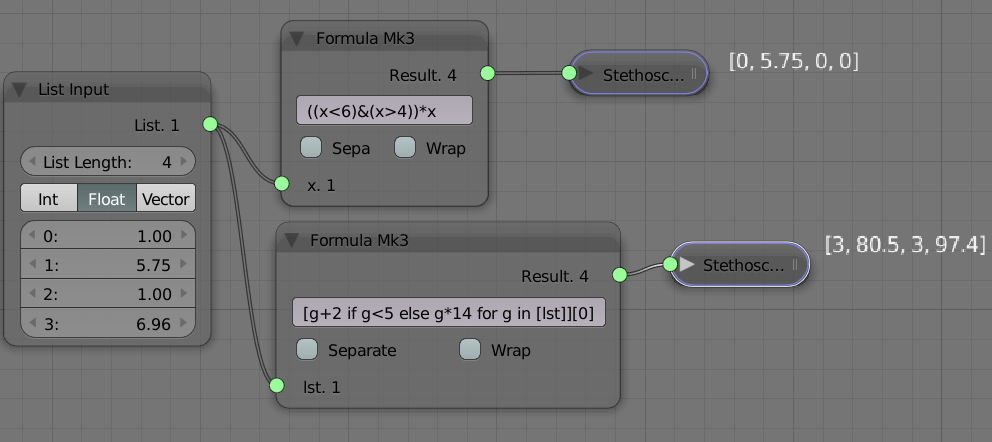 List Input
List. 1
List Length: 4
Int Float Vector
0: 1.00
1: 5.75
2: 1.00
3: 6.96
Formula Mk3
Result. 4
((x<6)&(x>4))*x
Sepa Wrap
x. 1
Stethosc...
[0, 5.75, 0, 0]
Formula Mk3
Result. 4
[g+2 if g<5 else g*14 for g in [lst]][0]
Separate Wrap
lst. 1
Stethosc...
[3, 80.5, 3, 97.4]